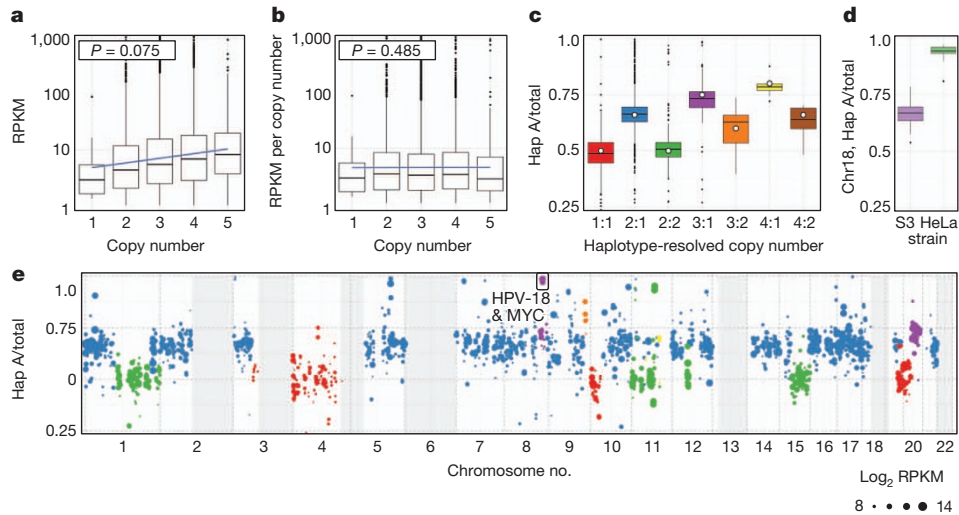 a
P = 0.075
RPKM
1,000
100
10
1
1 2 3 4 5
Copy number
b
P = 0.485
RPKM per copy number
1,000
100
10
1
1 2 3 4 5
Copy number
c
Hap A/total
1.0
0.75
0.5
0.25
1:1 2:1 2:2 3:1 3:2 4:1 4:2
Haplotype-resolved copy number
d
Chr18, Hap A/total
1.0
0.75
0.5
0.25
S3 HeLa
strain
e
Hap A/total
1.0
0.75
0
0.25
HPV-18
& MYC
1 2 3 4 5 6 7 8 9 10 11 12 13 14 15 16 17 18 20 22
Chromosome no.
Log2 RPKM
8 14